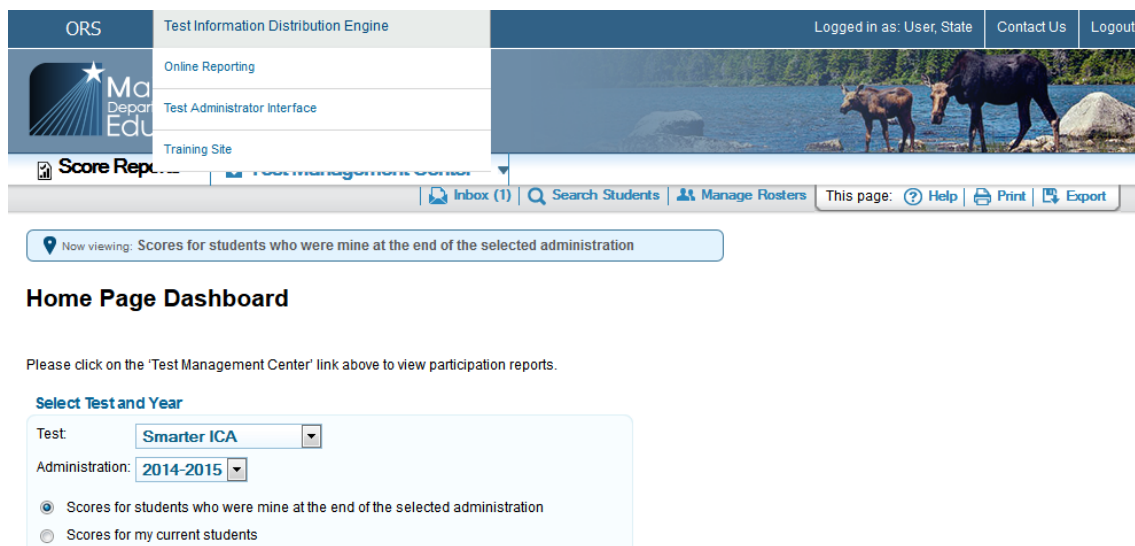 ORS Test Information Distribution Engine Logged in as: User, State Contact Us Logout
Online Reporting
Test Administrator Interface
Training Site
Score
Inbox (1) Search Students Manage Rosters This page: Help Print Export
Now viewing: Scores for students who were mine at the end of the selected administration
Home Page Dashboard
Please click on the 'Test Management Center' link above to view participation reports.
Select Test and Year
Test: Smarter ICA
Administration: 2014-2015
Scores for students who were mine at the end of the selected administration
Scores for my current students